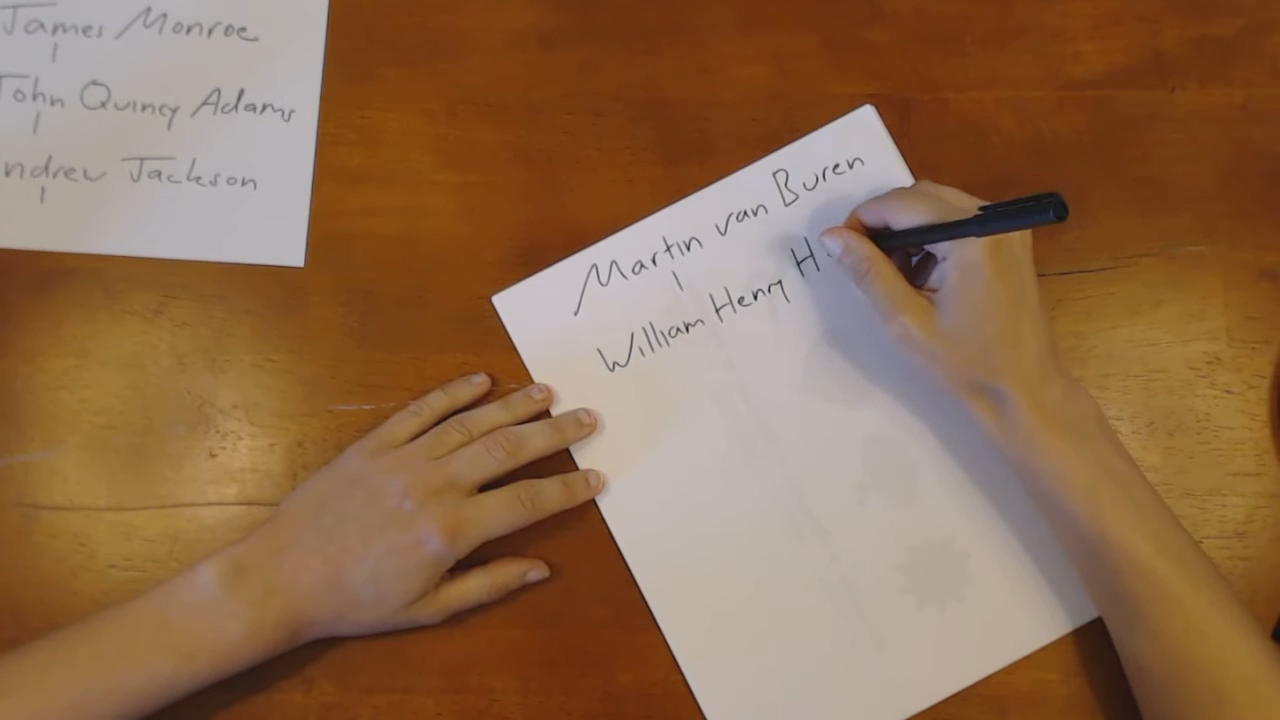 James Monroe
John Quincy Adams
ndrew Jackson
Martin van Buren
William Henry H